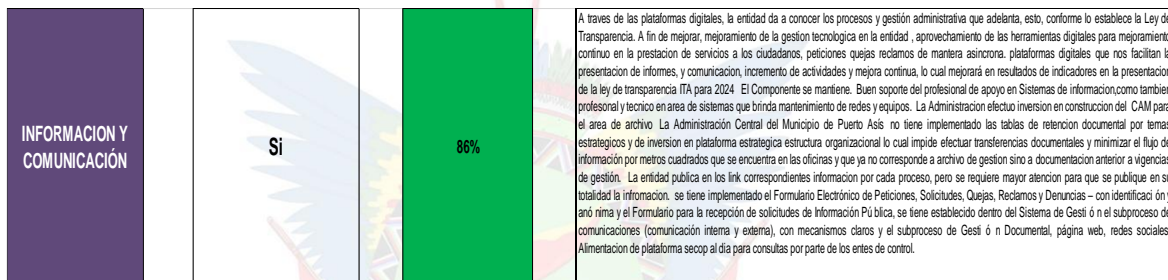 INFORMACION Y
COMUNICACIÓN
Si
86%
A traves de las plataformas digitales, la entidad da a conocer los procesos y gestión administrativa que adelanta, esto, conforme lo establece la Ley de
Transparencia. A fin de mejorar, mejoramiento de la gestion tecnologica en la entidad , aprovechamiento de las herramientas digitales para mejoramiento
continuo en la prestacion de servicios a los ciudadanos, peticiones quejas reclamos de mantera asincrona. plataformas digitales que nos facilitan la
presentacion de informes, y comunicacion, incremento de actividades y mejora continua, lo cual mejorará en resultados de indicadores en la presentacion
de la ley de transparencia ITA para 2024 El Componente se mantiene. Buen soporte del profesional de apoyo en Sistemas de informacion,como tambien
profesonal y tecnico en area de sistemas que brinda mantenimiento de redes y equipos. La Administracion efectuo inversion en construccion del CAM para
el area de archivo La Administración Central del Municipio de Puerto Asís no tiene implementado las tablas de retencion documental por temas
estrategicos y de inversion en plataforma estrategica estructura organizacional lo cual impide efectuar transferencias documentales y minimizar el flujo de
información por metros cuadrados que se encuentra en las oficinas y que ya no corresponde a archivo de gestion sino a documentacion anterior a vigencias
de gestión. La entidad publica en los link correspondientes informacion por cada proceso, pero se requiere mayor atencion para que se publique en su
totalidad la infromacion. se tiene implementado el Formulario Electrónico de Peticiones, Solicitudes, Quejas, Reclamos y Denuncias – con identificaci ón y
anó nima y el Formulario para la recepción de solicitudes de Información Pú blica, se tiene establecido dentro del Sistema de Gesti ó n el subproceso de
comunicaciones (comunicación interna y externa), con mecanismos claros y el subproceso de Gesti ó n Documental, página web, redes sociales
Alimentacion de plataforma secop al dia para consultas por parte de los entes de control.